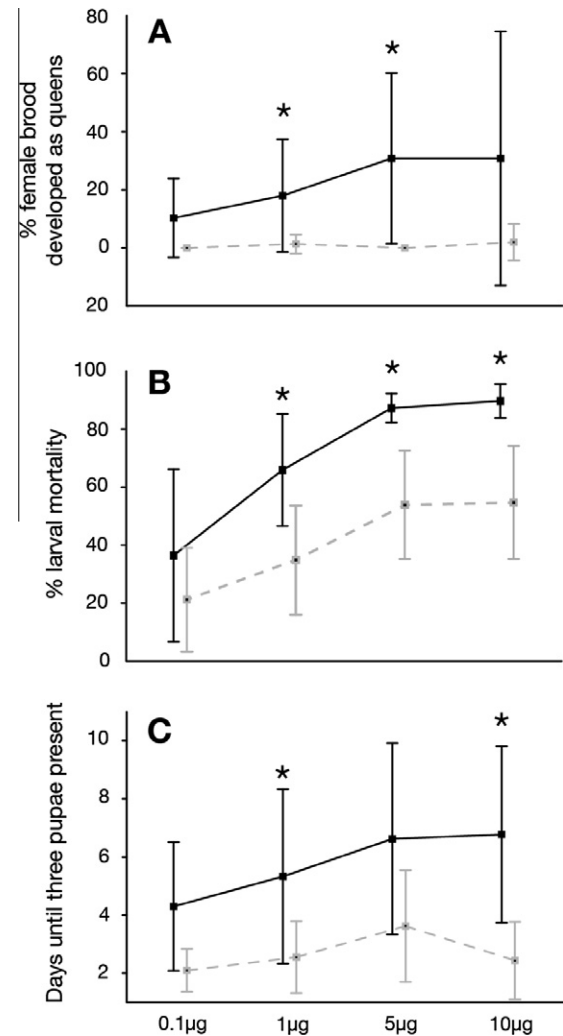 A
% female brood
developed as queens
80
60
40
20
0
20
*
*
B
% larval mortality
100
80
60
40
20
0
*
*
*
C
Days until three pupae present
10
8
6
4
2
*
*
0.1µg
1µg
5µg
10µg